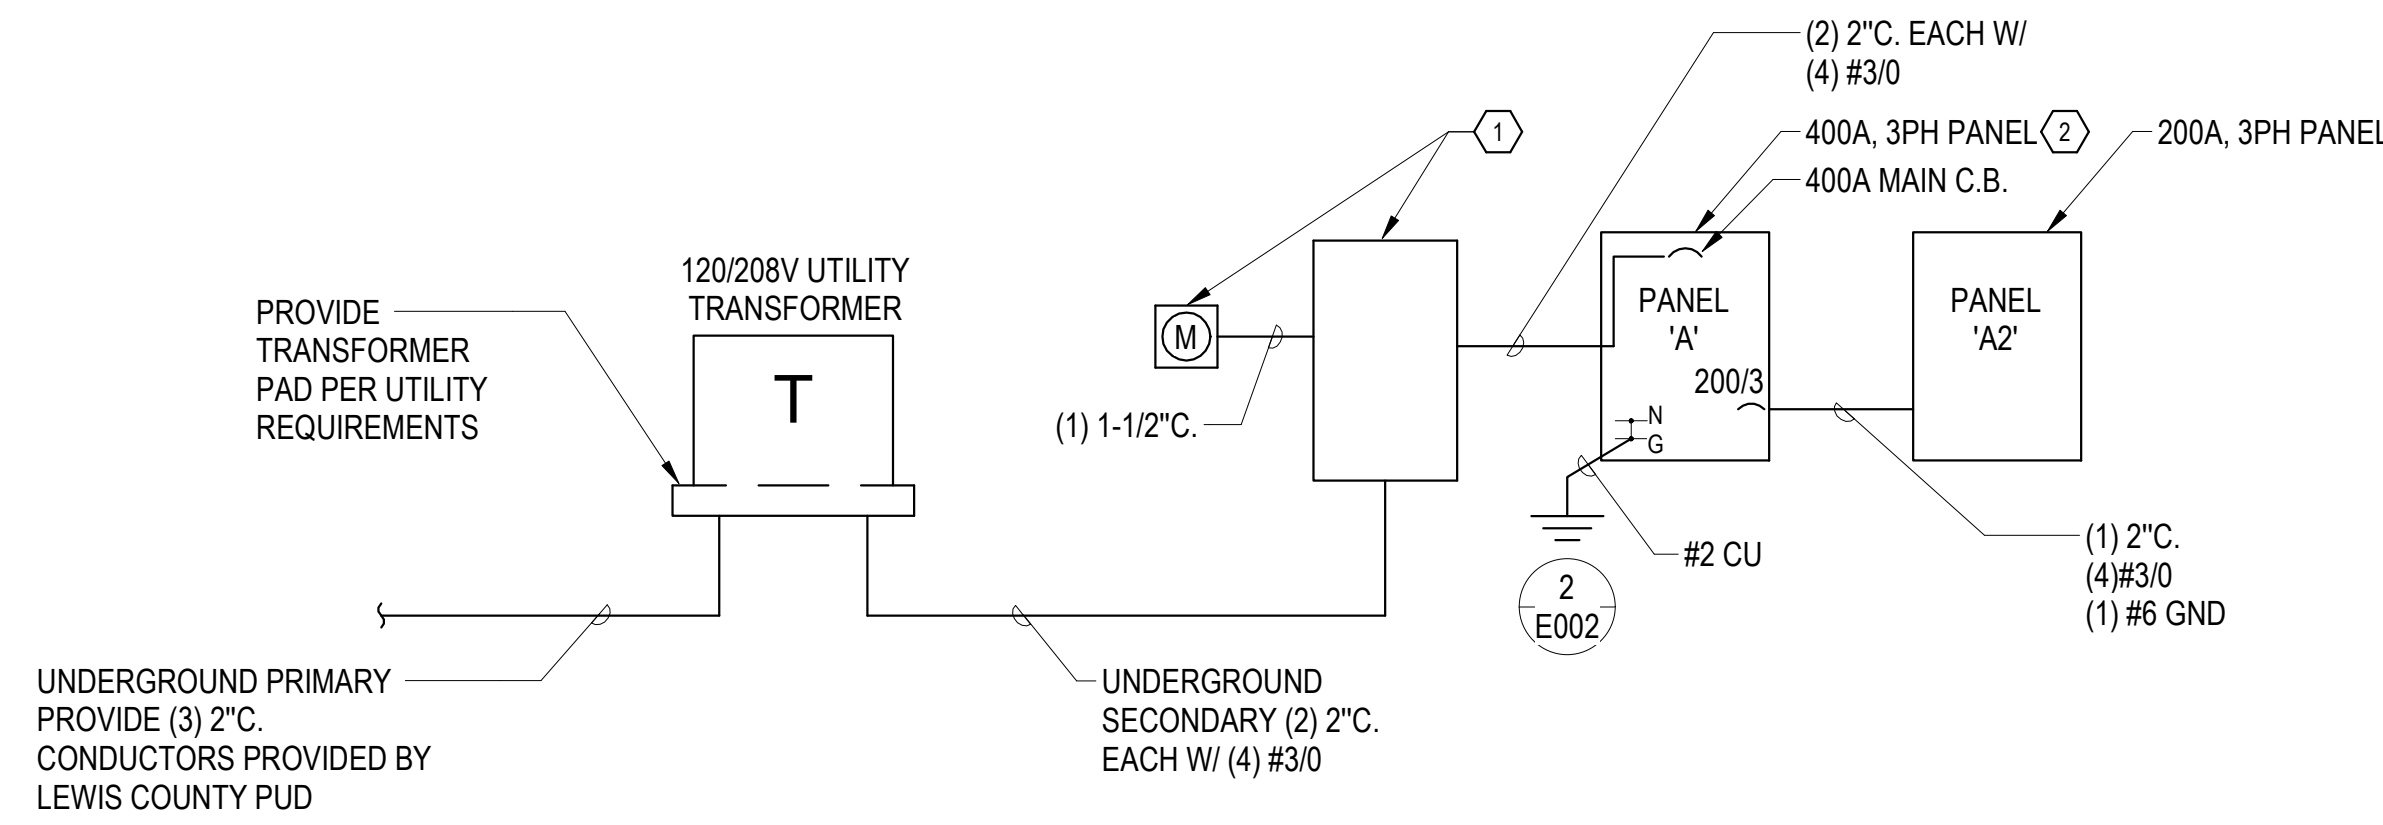 (2) 2"C. EACH W/
(4) #3/0
1
400A, 3PH PANEL
2
200A, 3PH PANEL
400A MAIN C.B.
120/208V UTILITY
TRANSFORMER
PROVIDE
TRANSFORMER
PAD PER UTILITY
REQUIREMENTS
T
M
(1) 1-1/2"C.
PANEL
'A'
200/3
N
G
PANEL
'A2'
#2 CU
2
E002
(1) 2"C.
(4)#3/0
(1) #6 GND
UNDERGROUND PRIMARY
PROVIDE (3) 2"C.
CONDUCTORS PROVIDED BY
LEWIS COUNTY PUD
UNDERGROUND
SECONDARY (2) 2"C.
EACH W/ (4) #3/0